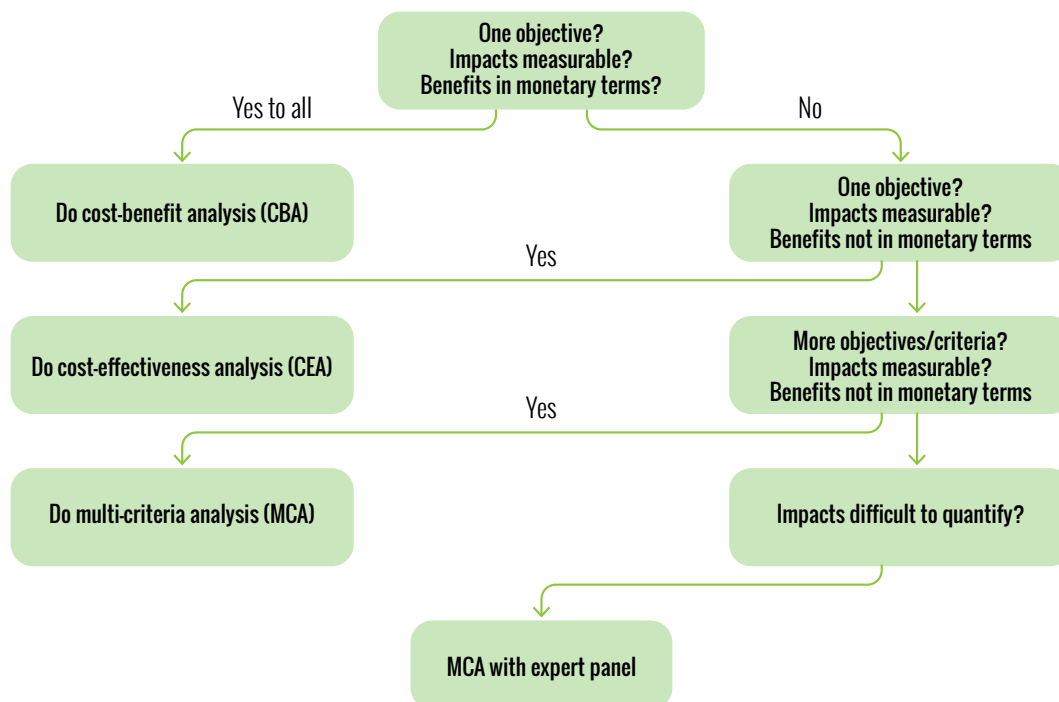 One objective?
Impacts measurable?
Benefits in monetary terms?
Yes to all
No
Do cost-benefit analysis (CBA)
One objective?
Impacts measurable?
Benefits not in monetary terms
Yes
Do cost-effectiveness analysis (CEA)
More objectives/criteria?
Impacts measurable?
Benefits not in monetary terms
Yes
Do multi-criteria analysis (MCA)
Impacts difficult to quantify?
MCA with expert panel